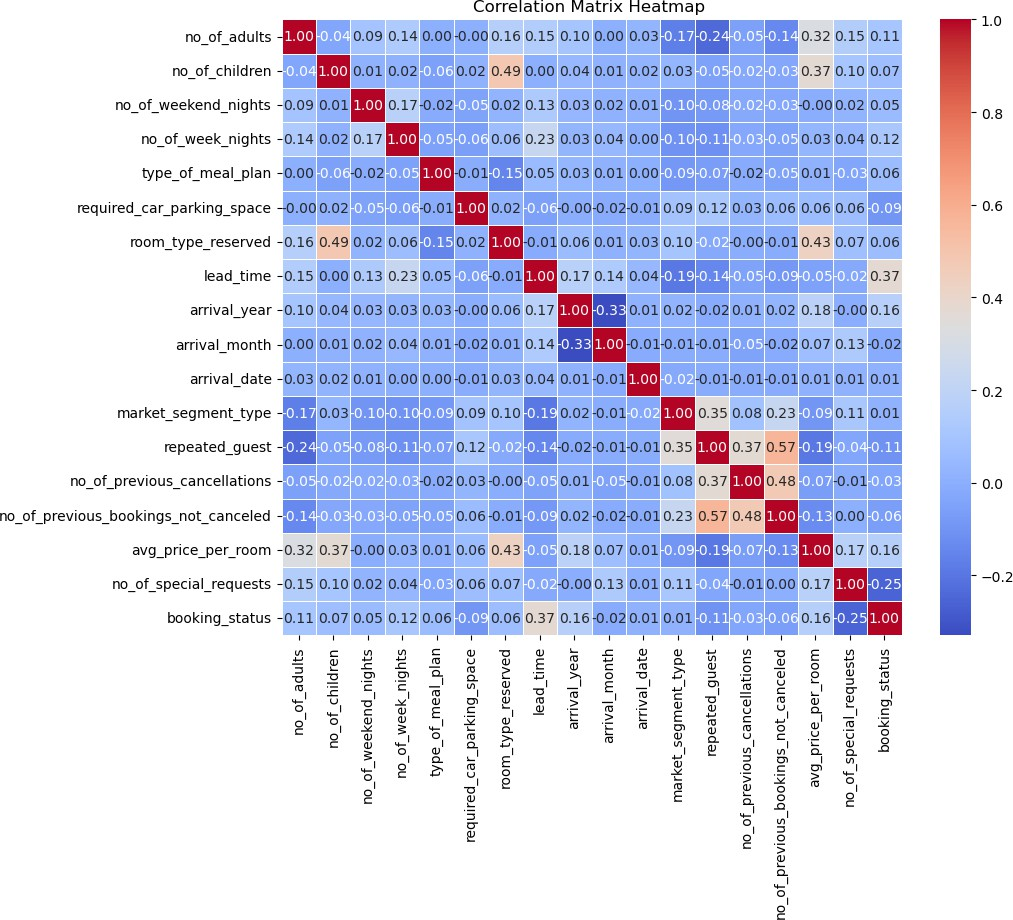 Correlation Matrix Heatmap
no_of_adults 1.00 -0.04 0.09 0.14 0.00 -0.00 0.16 0.15 0.10 0.00 0.03 -0.17 -0.24 -0.05 -0.14 0.32 0.15 0.11
no_of_children -0.04 1.00 0.01 0.02 -0.06 0.02 0.49 0.00 0.04 0.01 0.02 0.03 -0.05 -0.02 -0.03 0.37 0.10 0.07
no_of_weekend_nights 0.09 0.01 1.00 0.17 -0.02 -0.05 0.02 0.13 0.03 0.02 0.01 -0.10 -0.08 -0.02 -0.03 -0.00 0.02 0.05
no_of_week_nights 0.14 0.02 0.17 1.00 -0.05 -0.06 0.06 0.23 0.03 0.04 0.00 -0.10 -0.11 -0.03 -0.05 0.03 0.04 0.12
type_of_meal_plan 0.00 -0.06 -0.02 -0.05 1.00 -0.01 -0.15 0.05 0.03 0.01 0.00 -0.09 -0.07 -0.02 -0.05 0.01 -0.03 0.06
required_car_parking_space -0.00 0.02 -0.05 -0.06 -0.01 1.00 0.02 -0.06 -0.00 -0.02 -0.01 0.09 0.12 0.03 0.06 0.06 0.06 -0.09
room_type_reserved 0.16 0.49 0.02 0.06 -0.15 0.02 1.00 -0.01 0.06 0.01 0.03 0.10 -0.02 -0.00 -0.01 0.43 0.07 0.06
lead_time 0.15 0.00 0.13 0.23 0.05 -0.06 -0.01 1.00 0.17 0.14 0.04 -0.19 -0.14 -0.05 -0.09 -0.05 -0.02 0.37
arrival_year 0.10 0.04 0.03 0.03 0.03 -0.00 0.06 0.17 1.00 -0.33 0.01 0.02 -0.02 0.01 0.02 0.18 -0.00 0.16
arrival_month 0.00 0.01 0.02 0.04 0.01 -0.02 0.01 0.14 -0.33 1.00 -0.01 -0.01 -0.01 -0.05 -0.02 0.07 0.13 -0.02
arrival_date 0.03 0.02 0.01 0.00 0.00 -0.01 0.03 0.04 0.01 -0.01 1.00 -0.02 -0.01 -0.01 -0.01 0.01 0.01 0.01
market_segment_type -0.17 0.03 -0.10 -0.10 -0.09 0.09 0.10 -0.19 0.02 -0.01 -0.02 1.00 0.35 0.08 0.23 -0.09 0.11 0.01
repeated_guest -0.24 -0.05 -0.08 -0.11 -0.07 0.12 -0.02 -0.14 -0.02 -0.01 -0.01 0.35 1.00 0.37 0.57 -0.19 -0.04 -0.11
no_of_previous_cancellations -0.05 -0.02 -0.02 -0.03 -0.02 0.03 -0.00 -0.05 0.01 -0.05 -0.01 0.08 0.37 1.00 0.48 -0.07 -0.01 -0.03
no_of_previous_bookings_not_canceled -0.14 -0.03 -0.03 -0.05 -0.05 0.06 -0.01 -0.09 0.02 -0.02 -0.01 0.23 0.57 0.48 1.00 -0.13 0.00 -0.06
avg_price_per_room 0.32 0.37 -0.00 0.03 0.01 0.06 0.43 -0.05 0.18 0.07 0.01 -0.09 -0.19 -0.07 -0.13 1.00 0.17 0.16
no_of_special_requests 0.15 0.10 0.02 0.04 -0.03 0.06 0.07 -0.02 -0.00 0.13 0.01 0.11 -0.04 -0.01 0.00 0.17 1.00 -0.25
booking_status 0.11 0.07 0.05 0.12 0.06 -0.09 0.06 0.37 0.16 -0.02 0.01 0.01 -0.11 -0.03 -0.06 0.16 -0.25 1.00
no_of_adults
no_of_children
no_of_weekend_nights
no_of_week_nights
type_of_meal_plan
required_car_parking_space
room_type_reserved
lead_time
arrival_year
arrival_month
arrival_date
market_segment_type
repeated_guest
no_of_previous_cancellations
no_of_previous_bookings_not_canceled
avg_price_per_room
no_of_special_requests
booking_status
1.0
0.8
0.6
0.4
0.2
0.0
−0.2